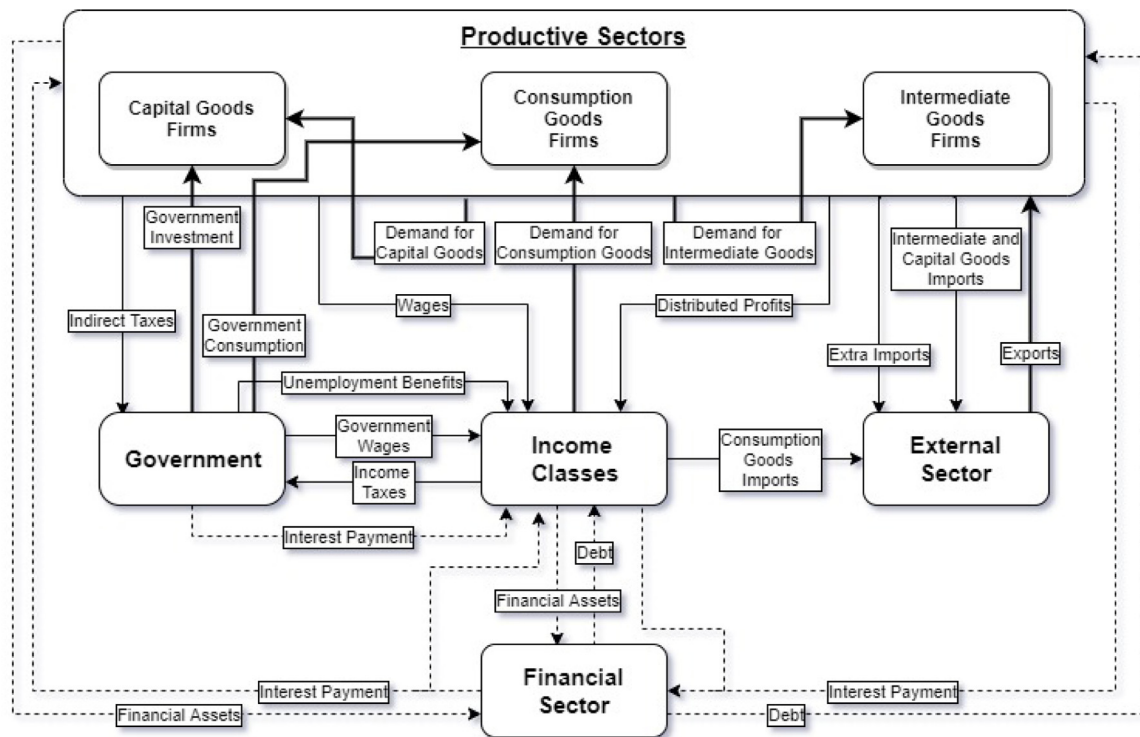 Productive Sectors
Capital Goods
Firms
Consumption
Goods
Firms
Intermediate
Goods
Firms
Government
Investment
Demand for
Capital Goods
Demand for
Consumption Goods
Demand for
Intermediate Goods
Intermediate and
Capital Goods
Imports
Indirect Taxes
Government
Consumption
Wages
Distributed Profits
Extra Imports
Exports
Unemployment Benefits
Government
Government
Wages
Income
Taxes
Income
Classes
Consumption
Goods
Imports
External
Sector
Interest Payment
Debt
Financial Assets
Financial
Sector
Interest Payment
Interest Payment
Financial Assets
Debt